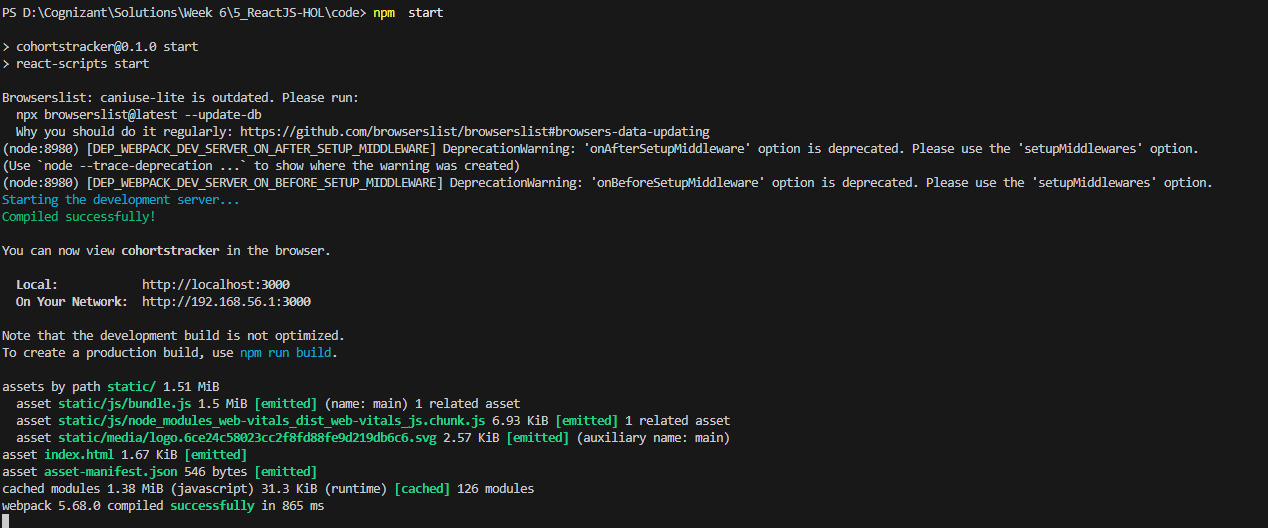 PS D:\Cognizant\Solutions\Week 6\5_ReactJS-HOL\code> npm  start
> cohortstracker@0.1.0 start
> react-scripts start
Browserslist: caniuse-lite is outdated. Please run:
  npx browserslist@latest --update-db
  Why you should do it regularly: https://github.com/browserslist/browserslist#browsers-data-updating
(node:8980) [DEP_WEBPACK_DEV_SERVER_ON_AFTER_SETUP_MIDDLEWARE] DeprecationWarning: 'onAfterSetupMiddleware' option is deprecated. Please use the 'setupMiddlewares' option.
(Use `node --trace-deprecation ...` to show where the warning was created)
(node:8980) [DEP_WEBPACK_DEV_SERVER_ON_BEFORE_SETUP_MIDDLEWARE] DeprecationWarning: 'onBeforeSetupMiddleware' option is deprecated. Please use the 'setupMiddlewares' option.
Starting the development server...
Compiled successfully!
You can now view cohortstracker in the browser.
  Local:            http://localhost:3000
  On Your Network:  http://192.168.56.1:3000
Note that the development build is not optimized.
To create a production build, use npm run build.
assets by path static/ 1.51 MiB
  asset static/js/bundle.js 1.5 MiB [emitted] (name: main) 1 related asset
  asset static/js/node_modules_web-vitals_dist_web-vitals_js.chunk.js 6.93 KiB [emitted] 1 related asset
  asset static/media/logo.6ce24c58023cc2f8fd88fe9d219db6c6.svg 2.57 KiB [emitted] (auxiliary name: main)
asset index.html 1.67 KiB [emitted]
asset asset-manifest.json 546 bytes [emitted]
cached modules 1.38 MiB (javascript) 31.3 KiB (runtime) [cached] 126 modules
webpack 5.68.0 compiled successfully in 865 ms